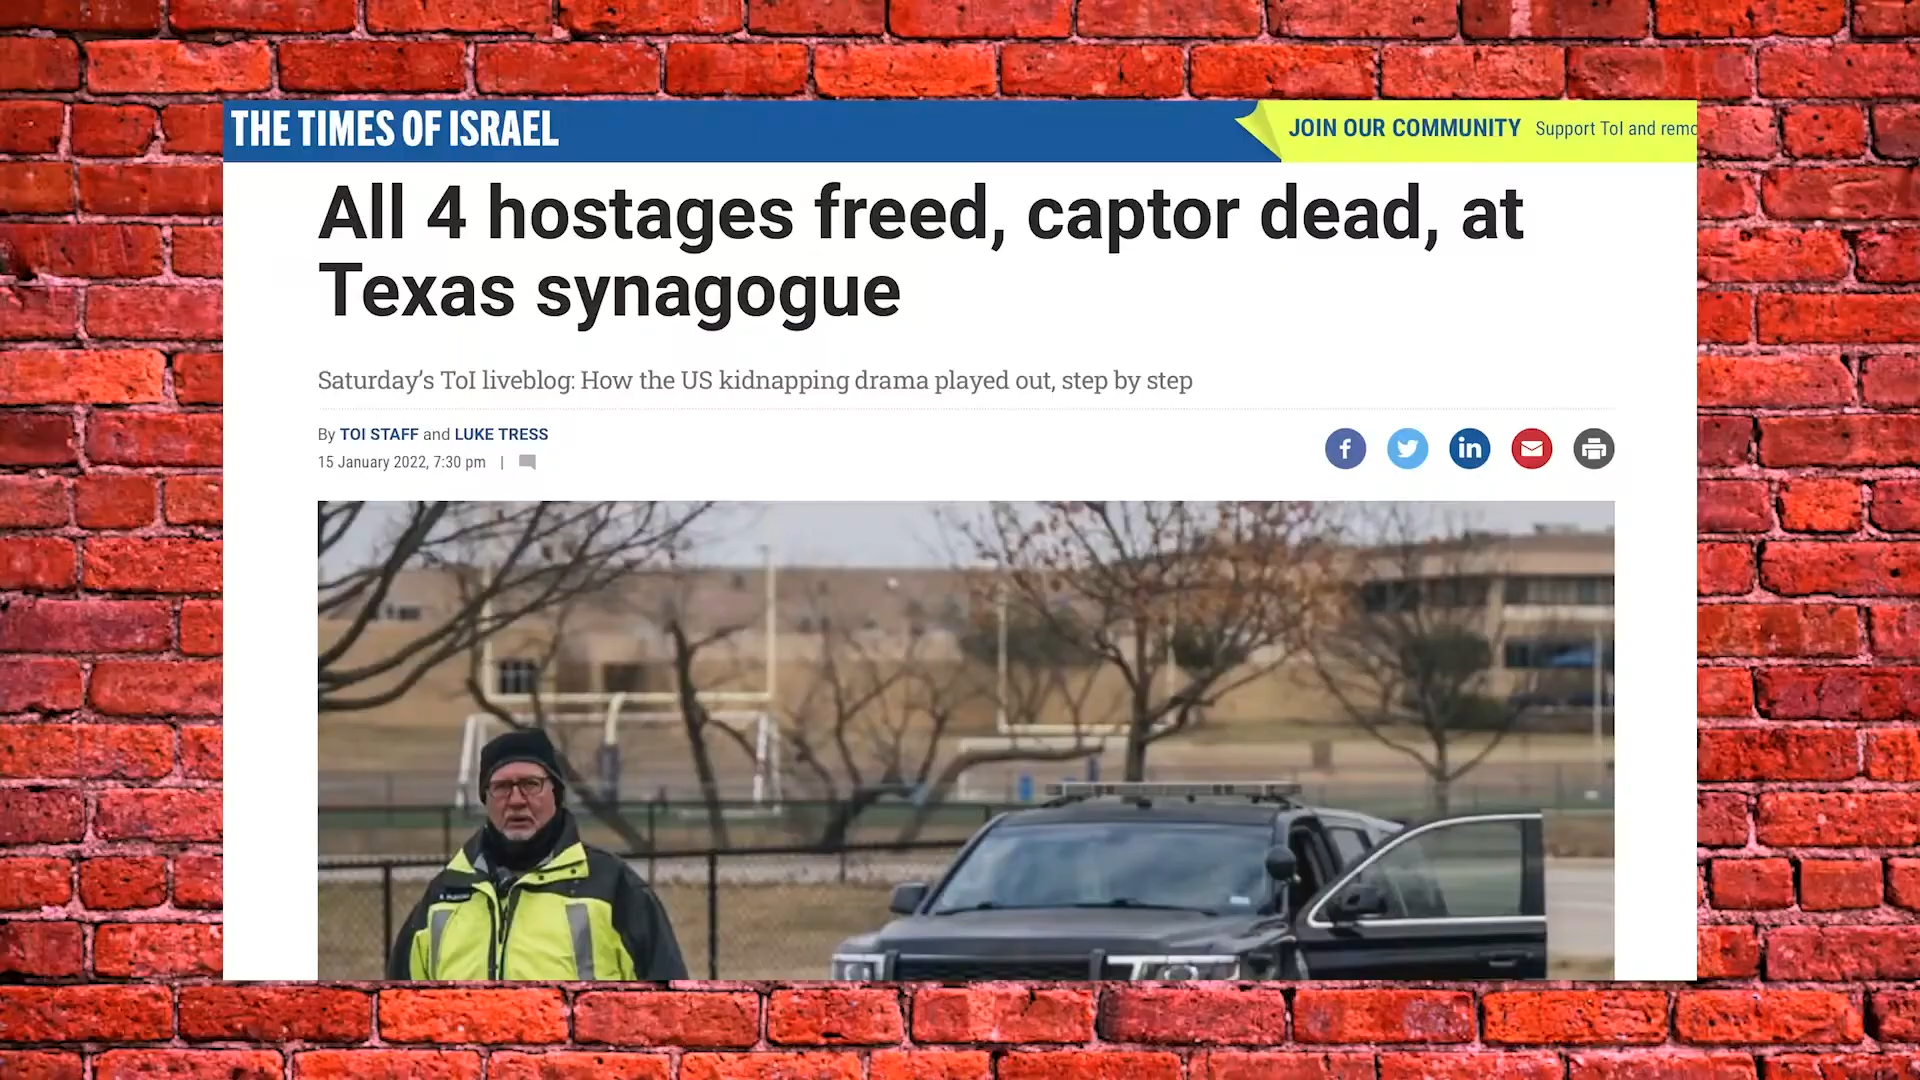 THE TIMES OF ISRAEL
JOIN OUR COMMUNITY Support ToI and remo
All 4 hostages freed, captor dead, at
Texas synagogue
Saturday's ToI liveblog: How the US kidnapping drama played out, step by step
By TOI STAFF and LUKE TRESS
15 January 2022, 7:30 pm |